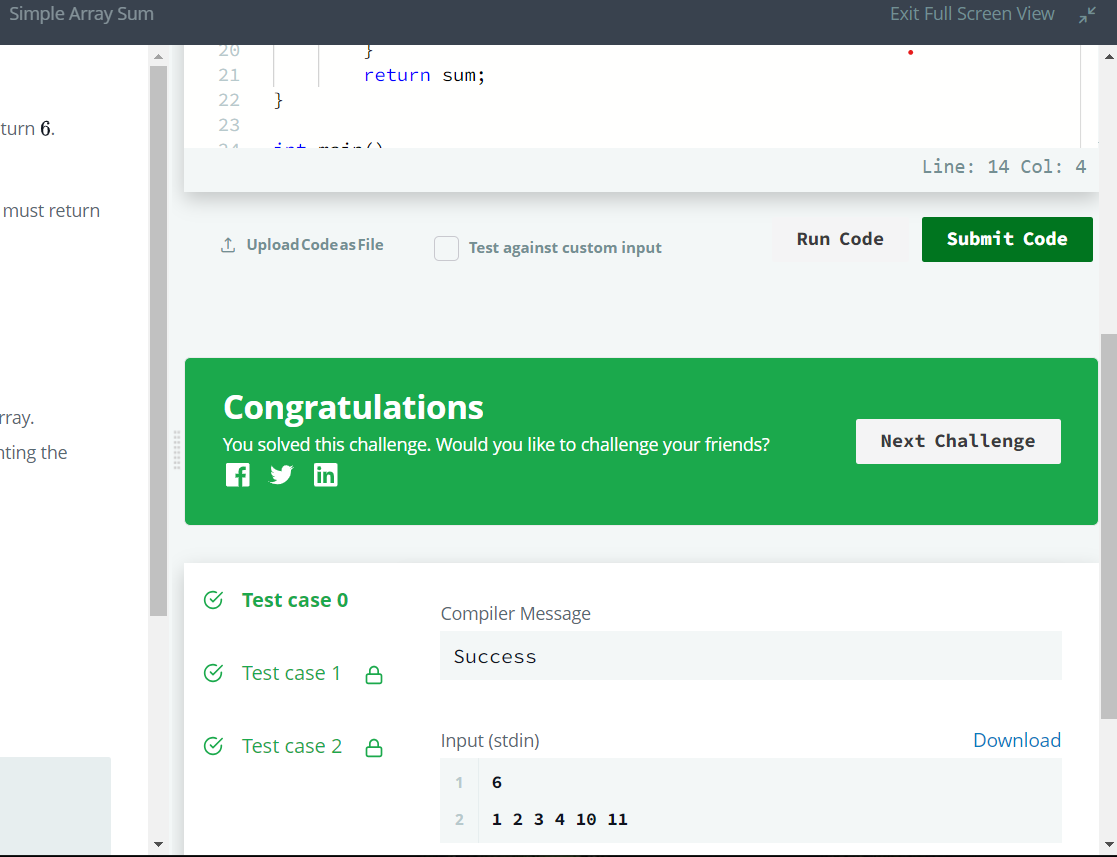 Simple Array Sum
Exit Full Screen View
turn 6.
must return
rray.
nting the
20 }
21 return sum;
22 }
23
24 int main()
Line: 14 Col: 4
Upload Code as File
Test against custom input
Run Code
Submit Code
Congratulations
You solved this challenge. Would you like to challenge your friends?
Next Challenge
Test case 0
Test case 1
Test case 2
Compiler Message
Success
Input (stdin)
Download
1 6
2 1 2 3 4 10 11